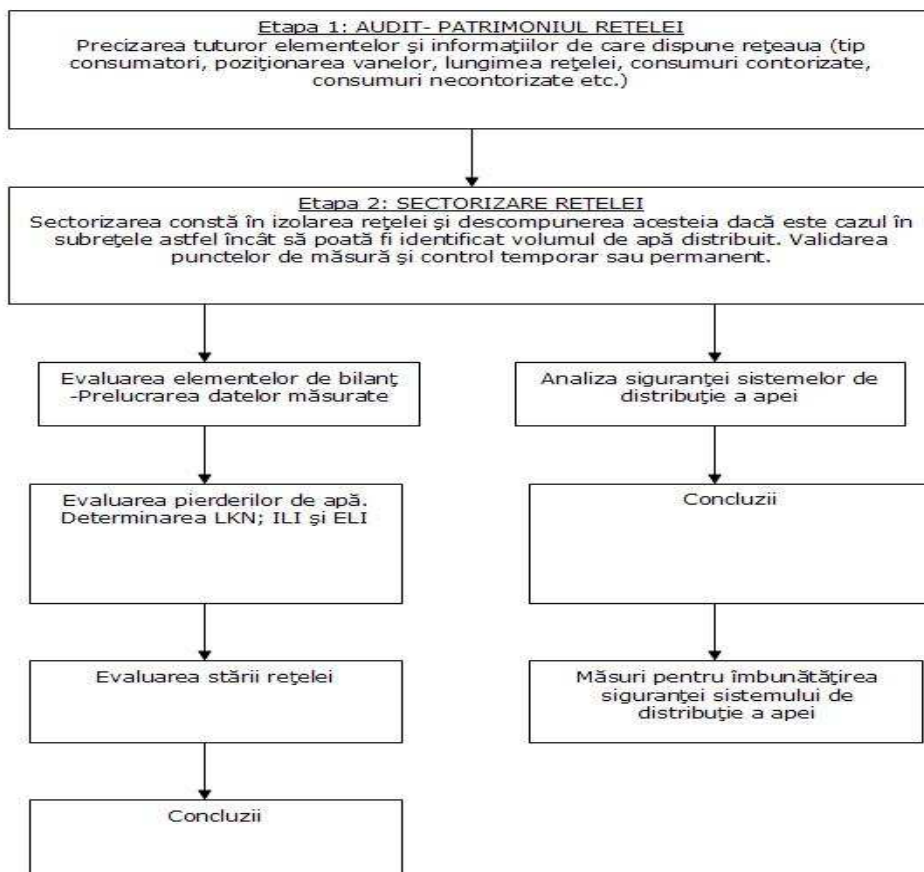 Etapa 1: AUDIT- PATRIMONIUL REŢELEI
Precizarea tuturor elementelor şi informaţiilor de care dispune reţeaua (tip
consumatori, poziţionarea vanelor, lungimea reţelei, consumuri contorizate,
consumuri necontorizate etc.)
Etapa 2: SECTORIZARE REŢELEI
Sectorizarea constă în izolarea reţelei şi descompunerea acesteia dacă este cazul în
subreţele astfel încât să poată fi identificat volumul de apă distribuit. Validarea
punctelor de măsură şi control temporar sau permanent.
Evaluarea elementelor de bilanţ
-Prelucrarea datelor măsurate
Evaluarea pierderilor de apă.
Determinarea LKN; ILI şi ELI
Evaluarea stării reţelei
Concluzii
Analiza siguranţei sistemelor de
distribuţie a apei
Concluzii
Măsuri pentru îmbunătăţirea
siguranţei sistemului de
distribuţie a apei